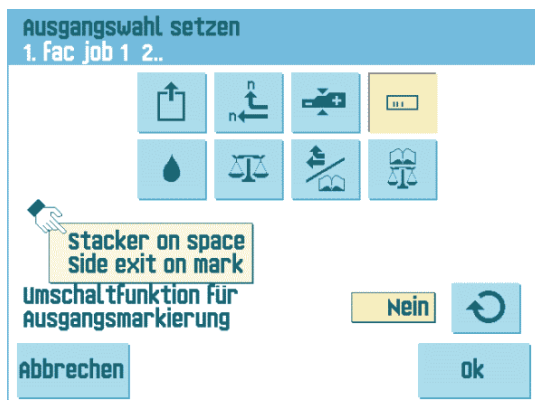 Ausgangswahl setzen
1. Fac job 1 2..
n
n
Stacker on space
Side exit on mark
Umschaltfunktion für
Ausgangsmarkierung
Nein
Abbrechen
Ok